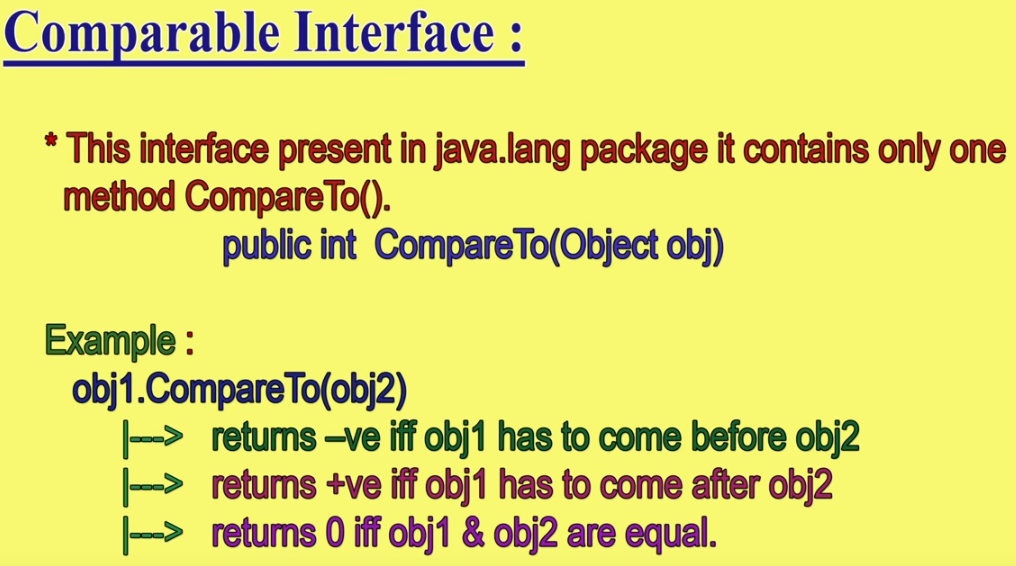 Comparable Interface :
* This interface present in java.lang package it contains only one
method CompareTo().
public int CompareTo(Object obj)
Example :
obj1.CompareTo(obj2)
|---> returns –ve iff obj1 has to come before obj2
|---> returns +ve iff obj1 has to come after obj2
|---> returns 0 iff obj1 & obj2 are equal.